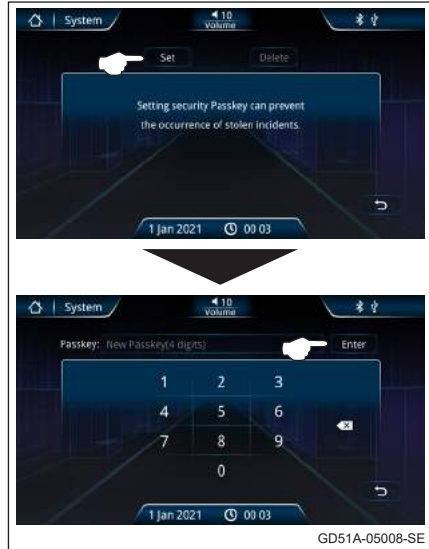 System
10
Volume
Set
Delete
Setting security Passkey can prevent
the occurrence of stolen incidents.
1 Jan 2021 00 03
System
10
Volume
Passkey: New Passkey(4 digits)
Enter
1 2 3
4 5 6
7 8 9
0
1 Jan 2021 00 03
GD51A-05008-SE